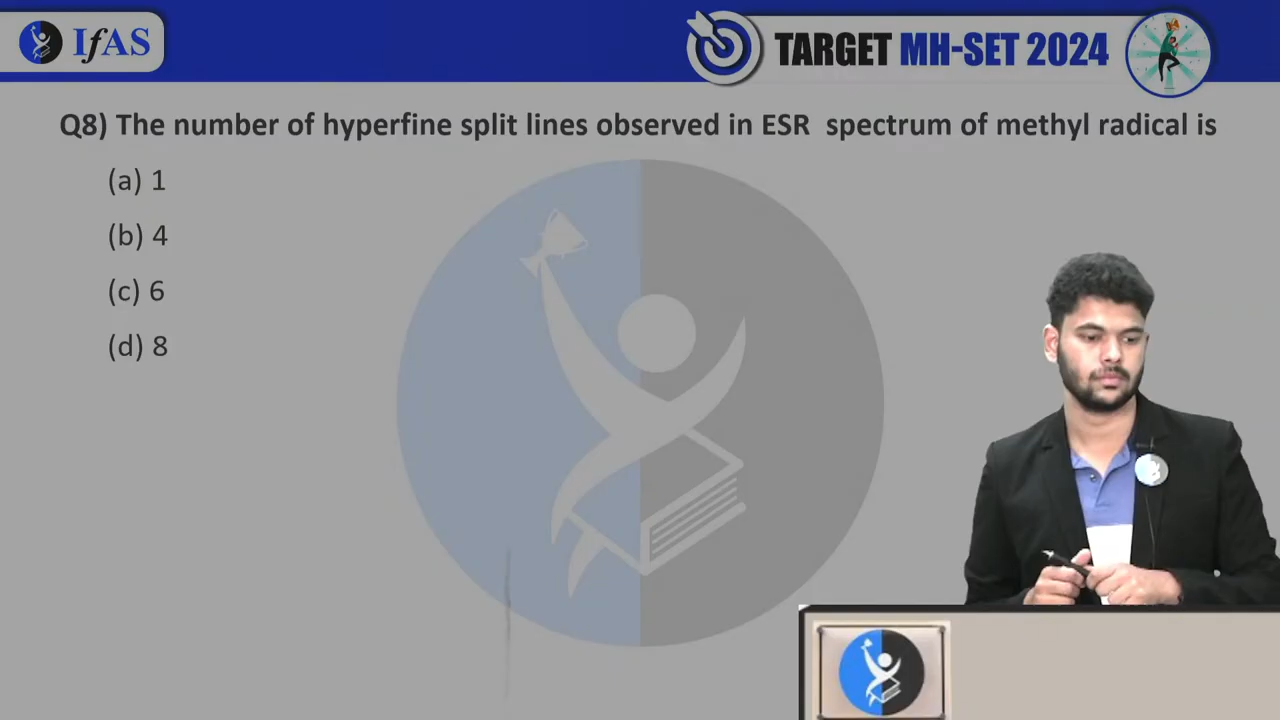 IfAS
TARGET MH-SET 2024
Q8) The number of hyperfine split lines observed in ESR spectrum of methyl radical is
(a) 1
(b) 4
(c) 6
(d) 8